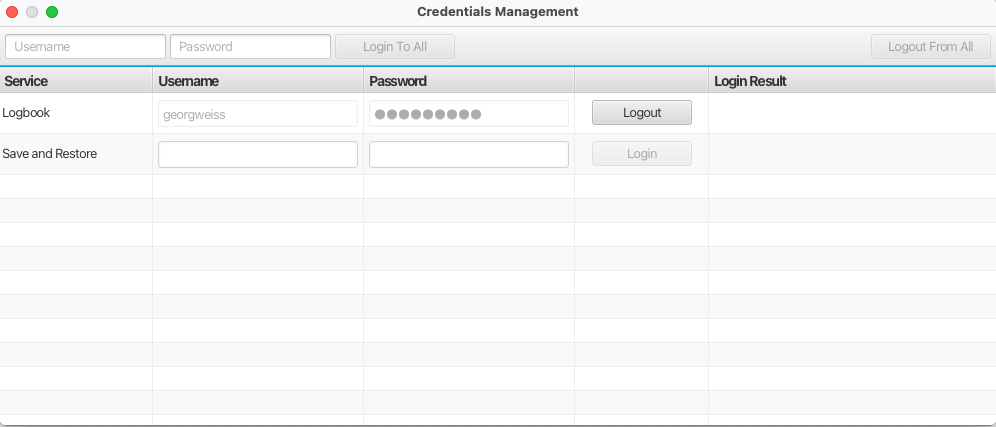 Credentials Management
Username Password Login To All Logout From All
Service Username Password Login Result
Logbook georgweiss ●●●●●●●●● Logout
Save and Restore Login